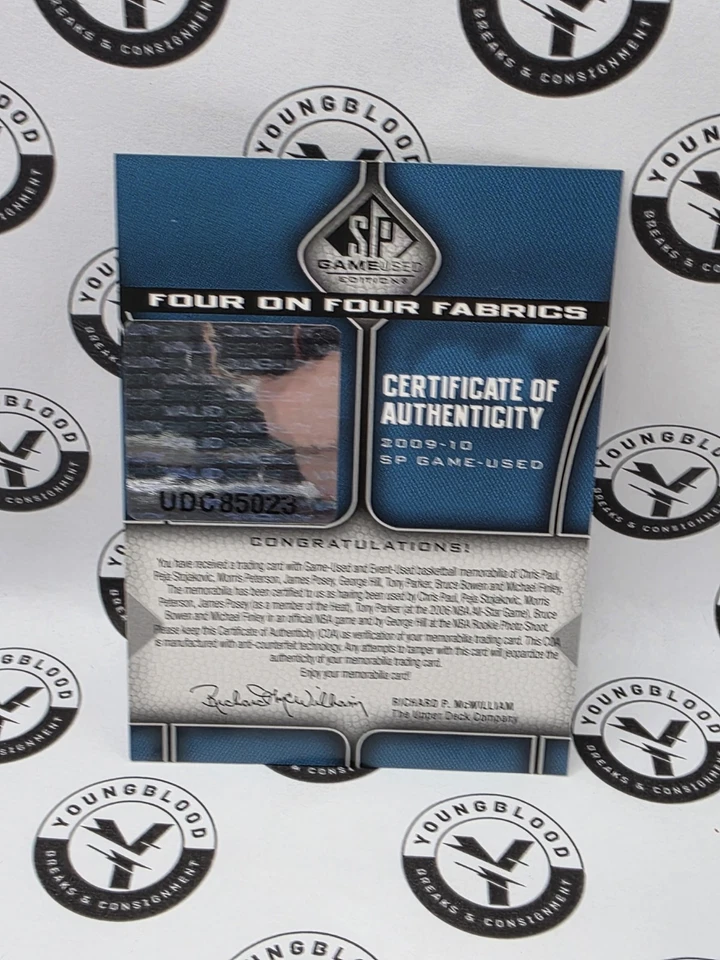 SP
GAME USED
EDITION
FOUR ON FOUR FABRICS
VALID
UDC85023
CERTIFICATE OF
AUTHENTICITY
2009-10
SP GAME-USED
CONGRATULATIONS!
You have received a trading card with Game-Used and Event-Used basketball memorabilia of Chris Paul,
Peja Stojakovic, Morris Peterson, James Posey, George Hill, Tony Parker, Bruce Bowen and Michael Finley.
The memorabilia has been certified to us as having been used by Chris Paul, Peja Stojakovic, Morris
Peterson, James Posey (as a member of the Heat), Tony Parker (at the 2006 NBA All-Star Game), Bruce
Bowen and Michael Finley in an official NBA game and by George Hill at the NBA Rookie Photo Shoot.
Please keep this Certificate of Authenticity (COA) as verification of your memorabilia trading card. This COA
is manufactured with anti-counterfeit technology. Any attempts to tamper with this card will jeopardize the
authenticity of your memorabilia trading card.
Enjoy your memorabilia card!
Richard P. McWilliam
RICHARD P. McWILLIAM
The Upper Deck Company
YOUNGBLOOD
BREAKS & CONSIGNMENT
YOUNGBLOOD
BREAKS & CONSIGNMENT